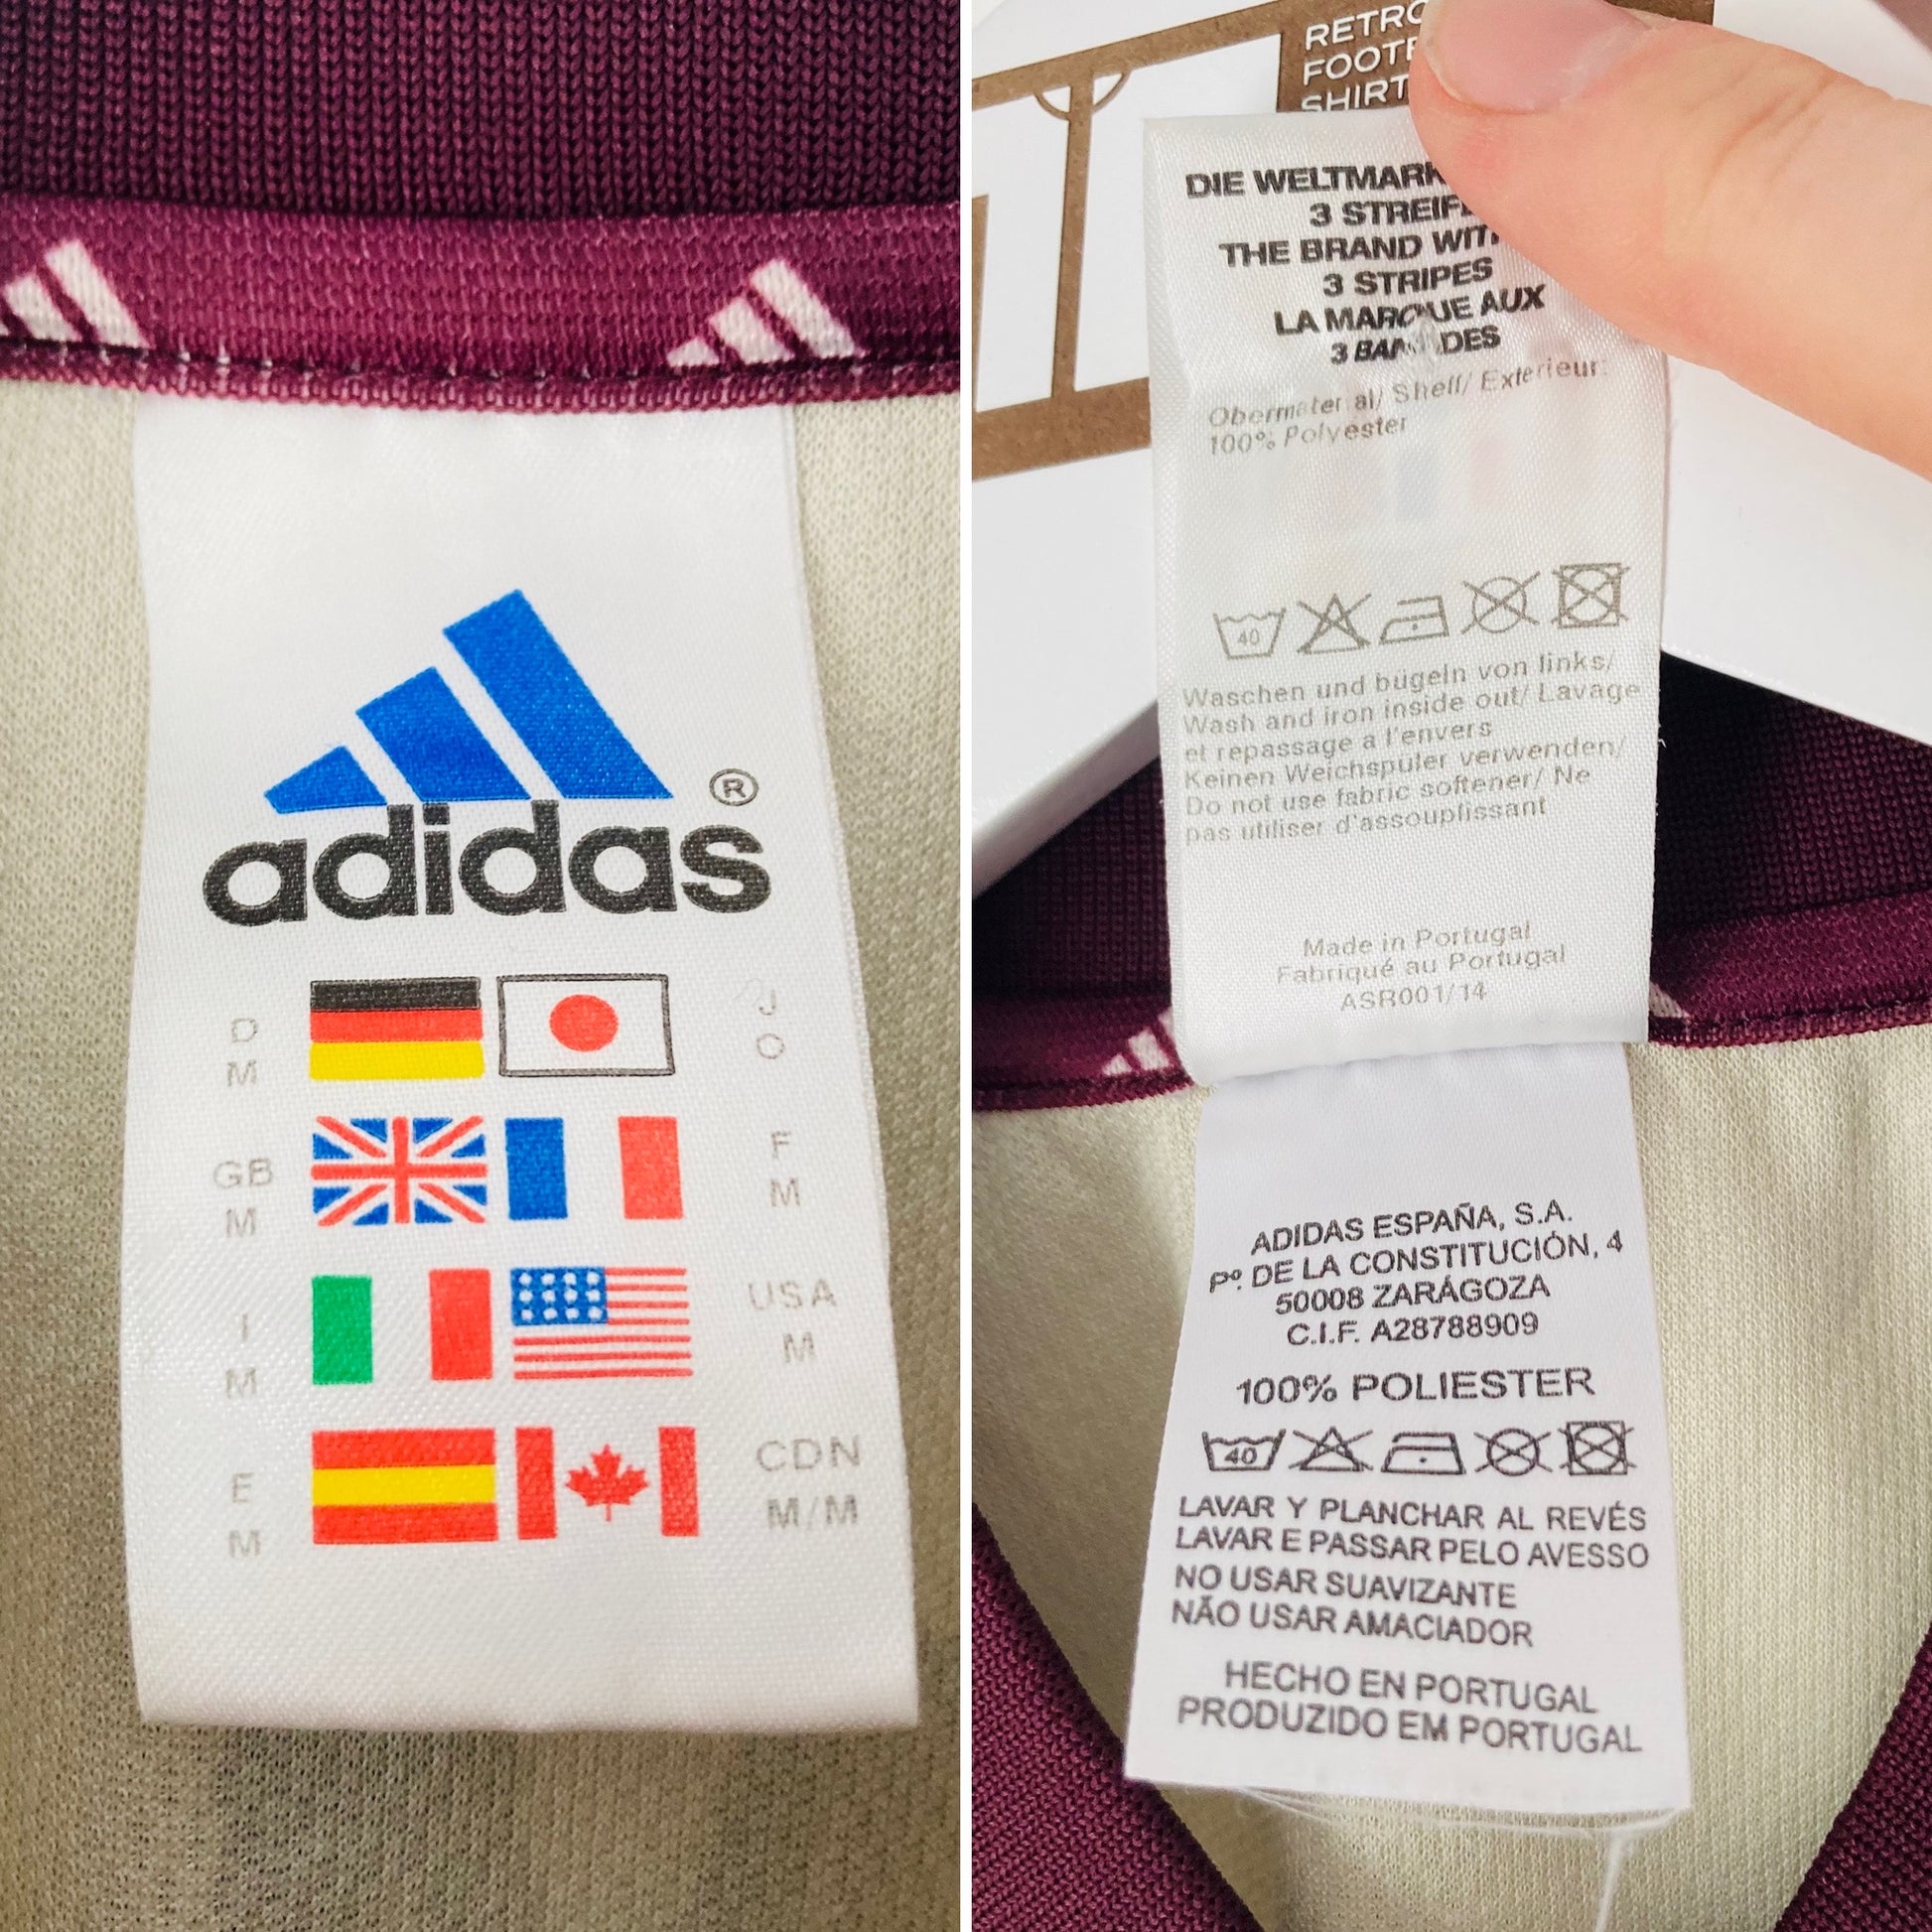 adidas ®
D
M
J
O
GB
M
F
M
I
M
USA
M
E
M
CDN
M/M
RETRO
SHIRT
DIE
3
THE BRAND
3 STRIPES
LA MARQUE AUX
3 BANDES
Obermaterial/ Shell/ Exterieur:
100% Polyester
40
Waschen und bügeln von links/
Wash and iron inside out/ Lavage
et repassage a l'envers
Keinen Weichspuler verwenden/
Do not use fabric softener/ Ne
pas utiliser d'assouplissant
Made in Portugal
Fabriqué au Portugal
ASR001/14
ADIDAS ESPAÑA, S.A.
Pº. DE LA CONSTITUCIÓN, 4
50008 ZARÁGOZA
C.I.F. A28788909
100% POLIESTER
40
LAVAR Y PLANCHAR AL REVÉS
LAVAR E PASSAR PELO AVESSO
NO USAR SUAVIZANTE
NÃO USAR AMACIADOR
HECHO EN PORTUGAL
PRODUZIDO EM PORTUGAL